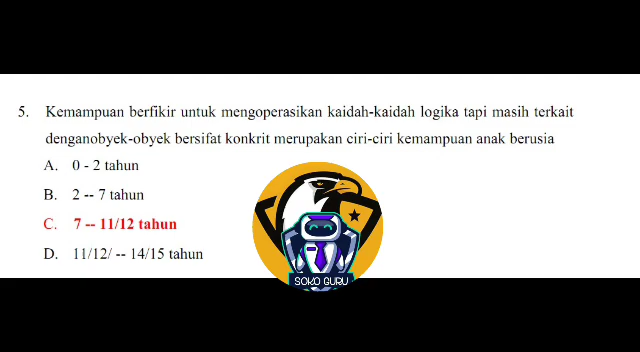 5. Kemampuan berfikir untuk mengoperasikan kaidah-kaidah logika tapi masih terkait
denganobyek-obyek bersifat konkrit merupakan ciri-ciri kemampuan anak berusia
A. 0 - 2 tahun
B. 2 -- 7 tahun
C. 7 -- 11/12 tahun
D. 11/12/ -- 14/15 tahun
SOKO GURU